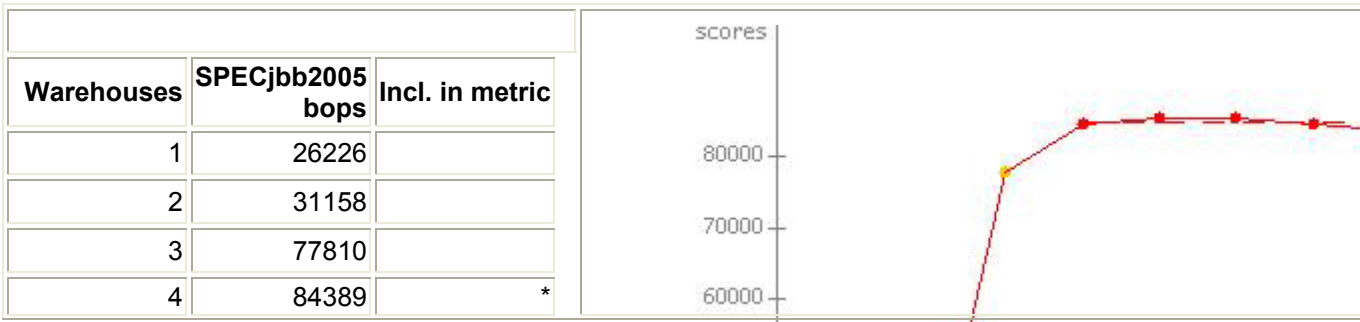 Warehouses SPECjbb2005 bops Incl. in metric
1 26226
2 31158
3 77810
4 84389 *
scores
80000
70000
60000